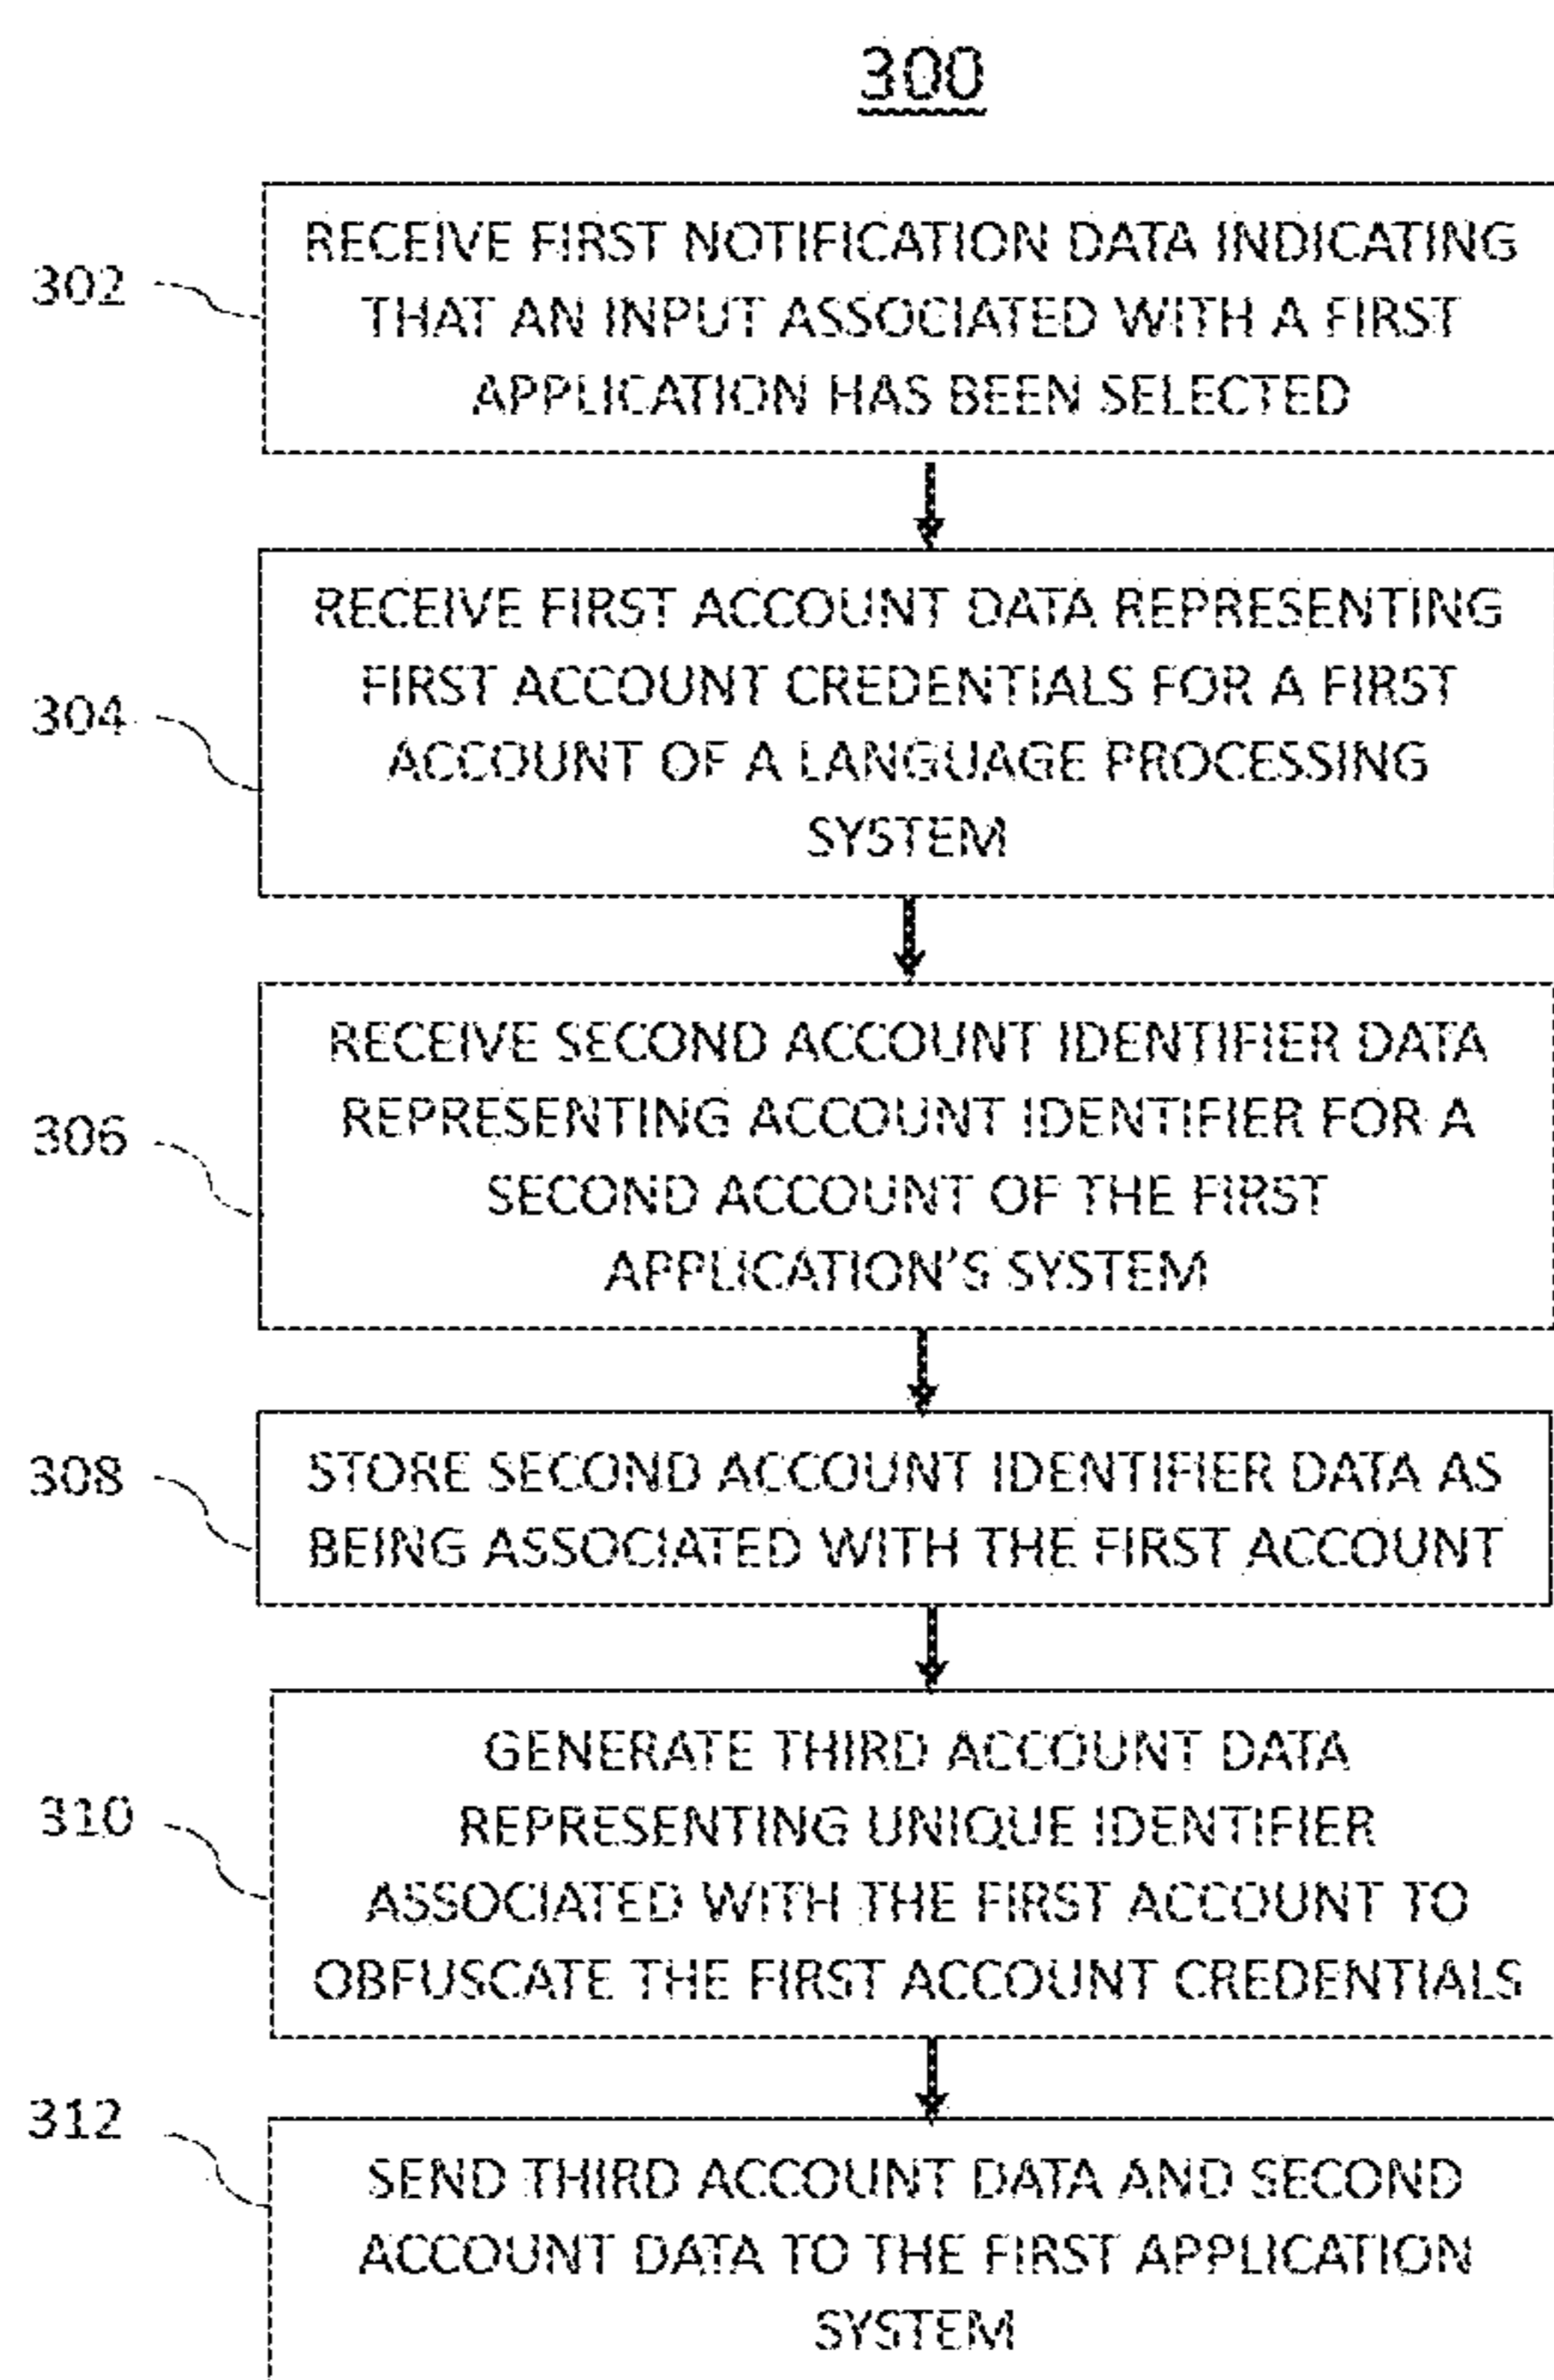 300
302
RECEIVE FIRST NOTIFICATION DATA INDICATING
THAT AN INPUT ASSOCIATED WITH A FIRST
APPLICATION HAS BEEN SELECTED
304
RECEIVE FIRST ACCOUNT DATA REPRESENTING
FIRST ACCOUNT CREDENTIALS FOR A FIRST
ACCOUNT OF A LANGUAGE PROCESSING
SYSTEM
306
RECEIVE SECOND ACCOUNT IDENTIFIER DATA
REPRESENTING ACCOUNT IDENTIFIER FOR A
SECOND ACCOUNT OF THE FIRST
APPLICATION'S SYSTEM
308
STORE SECOND ACCOUNT IDENTIFIER DATA AS
BEING ASSOCIATED WITH THE FIRST ACCOUNT
310
GENERATE THIRD ACCOUNT DATA
REPRESENTING UNIQUE IDENTIFIER
ASSOCIATED WITH THE FIRST ACCOUNT TO
OBFUSCATE THE FIRST ACCOUNT CREDENTIALS
312
SEND THIRD ACCOUNT DATA AND SECOND
ACCOUNT DATA TO THE FIRST APPLICATION
SYSTEM